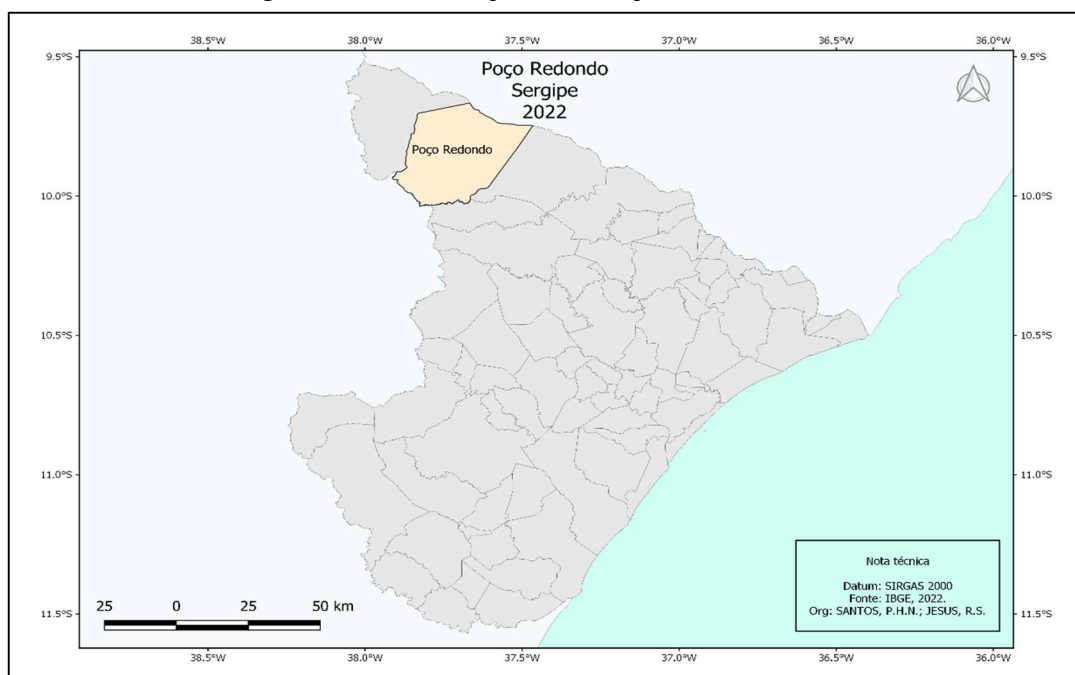 38.5°W 38.0°W 37.5°W 37.0°W 36.5°W 36.0°W
Poço Redondo
Sergipe
2022
9.5°S 9.5°S
Poço Redondo
10.0°S 10.0°S
10.5°S 10.5°S
11.0°S 11.0°S
Nota técnica
Datum: SIRGAS 2000
Fonte: IBGE, 2022.
Org: SANTOS, P.H.N.; JESUS, R.S.
25 0 25 50 km
11.5°S 11.5°S
38.5°W 38.0°W 37.5°W 37.0°W 36.5°W 36.0°W